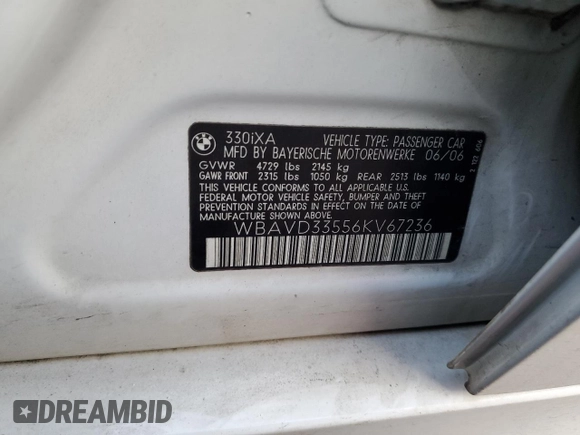 330iXA VEHICLE TYPE: PASSENGER CAR
MFD BY BAYERISCHE MOTORENWERKE 06/06
GVWR 4729 lbs 2145 kg
GAWR FRONT 2315 lbs 1050 kg REAR 2513 lbs 1140 kg
THIS VEHICLE CONFORMS TO ALL APPLICABLE U.S.
FEDERAL MOTOR VEHICLE SAFETY, BUMPER, AND THEFT
PREVENTION STANDARDS IN EFFECT ON THE DATE OF
MANUFACTURE SHOWN ABOVE.
WBAVD33556KV67236
DREAMBID